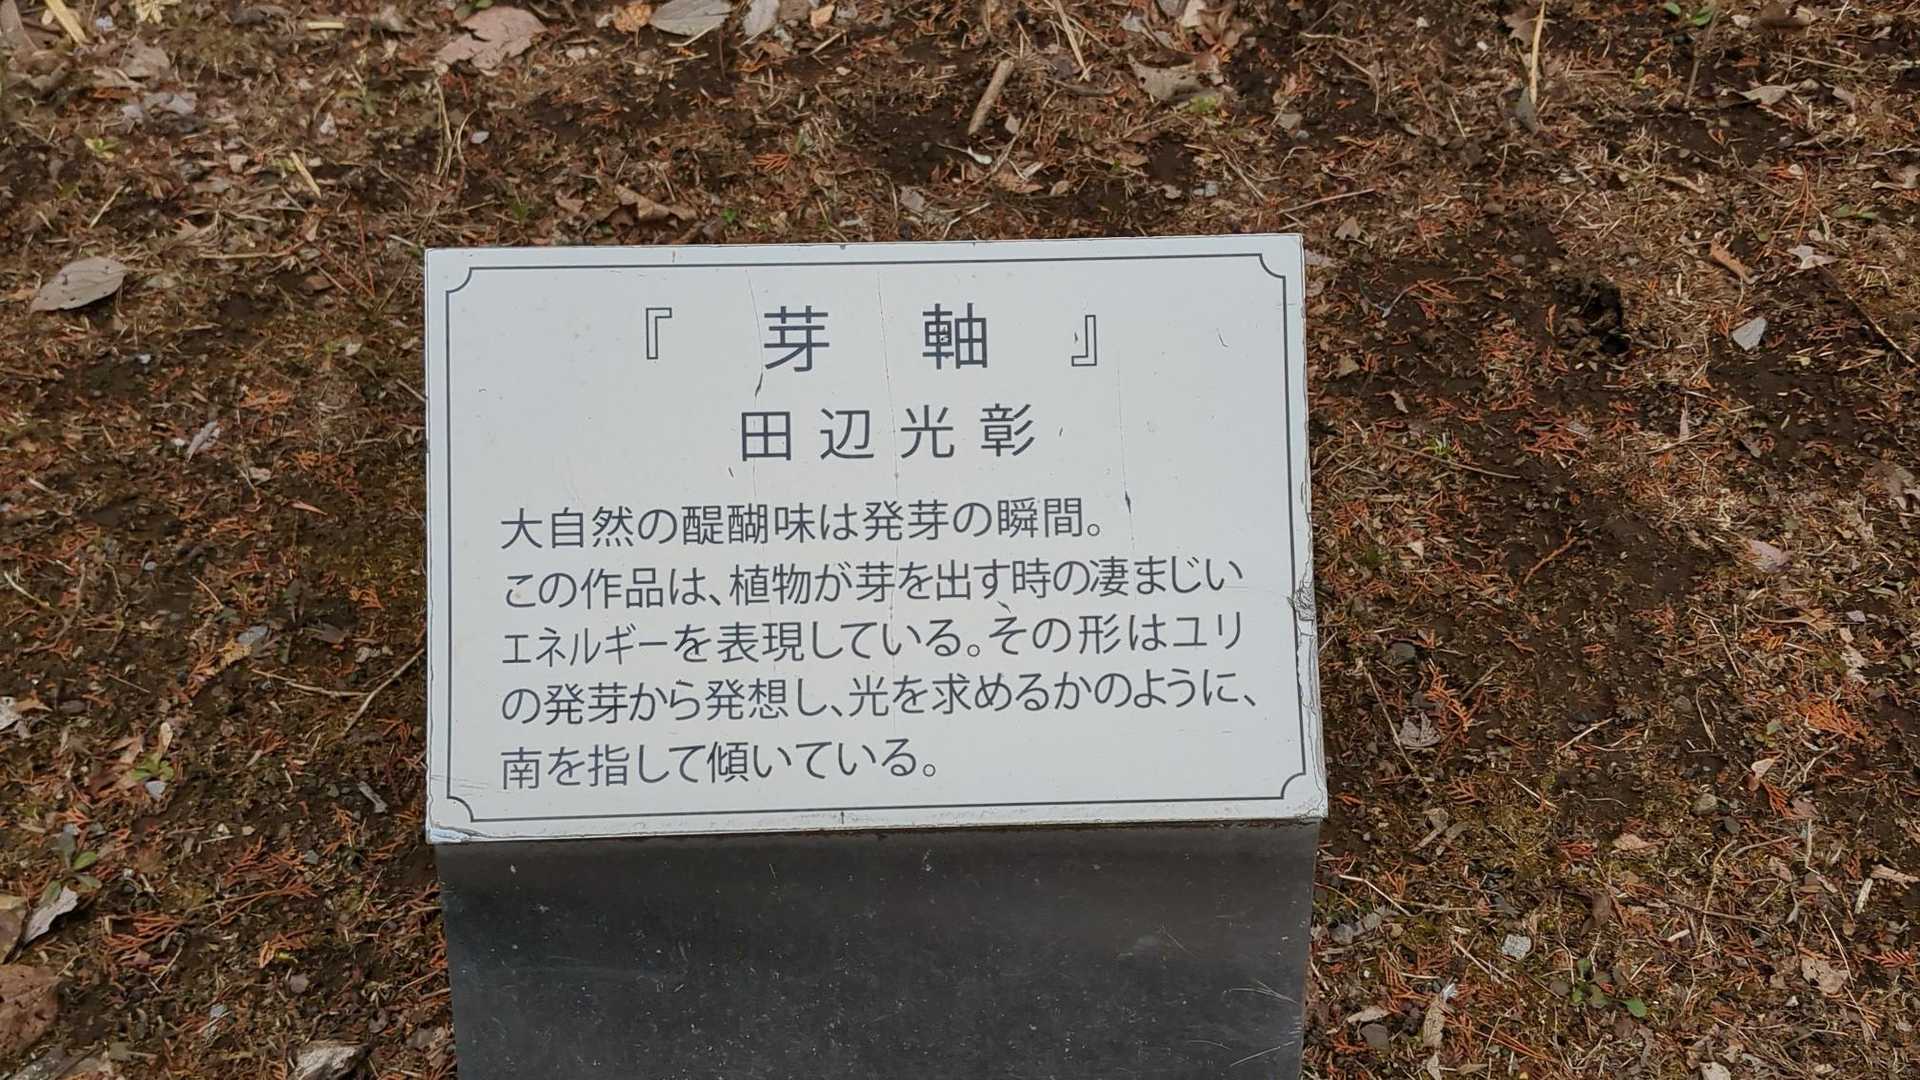 『芽軸』
田辺光彰
大自然の醍醐味は発芽の瞬間。
この作品は、植物が芽を出す時の凄まじい
エネルギーを表現している。その形はユリ
の発芽から発想し、光を求めるかのように、
南を指して傾いている。